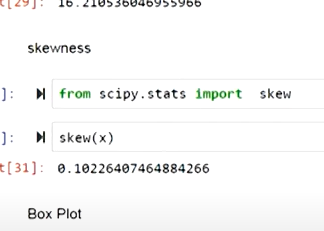 t[29]: 16.210536046955966
skewness
]: from scipy.stats import skew
]: skew(x)
t[31]: 0.10226407464884266
Box Plot